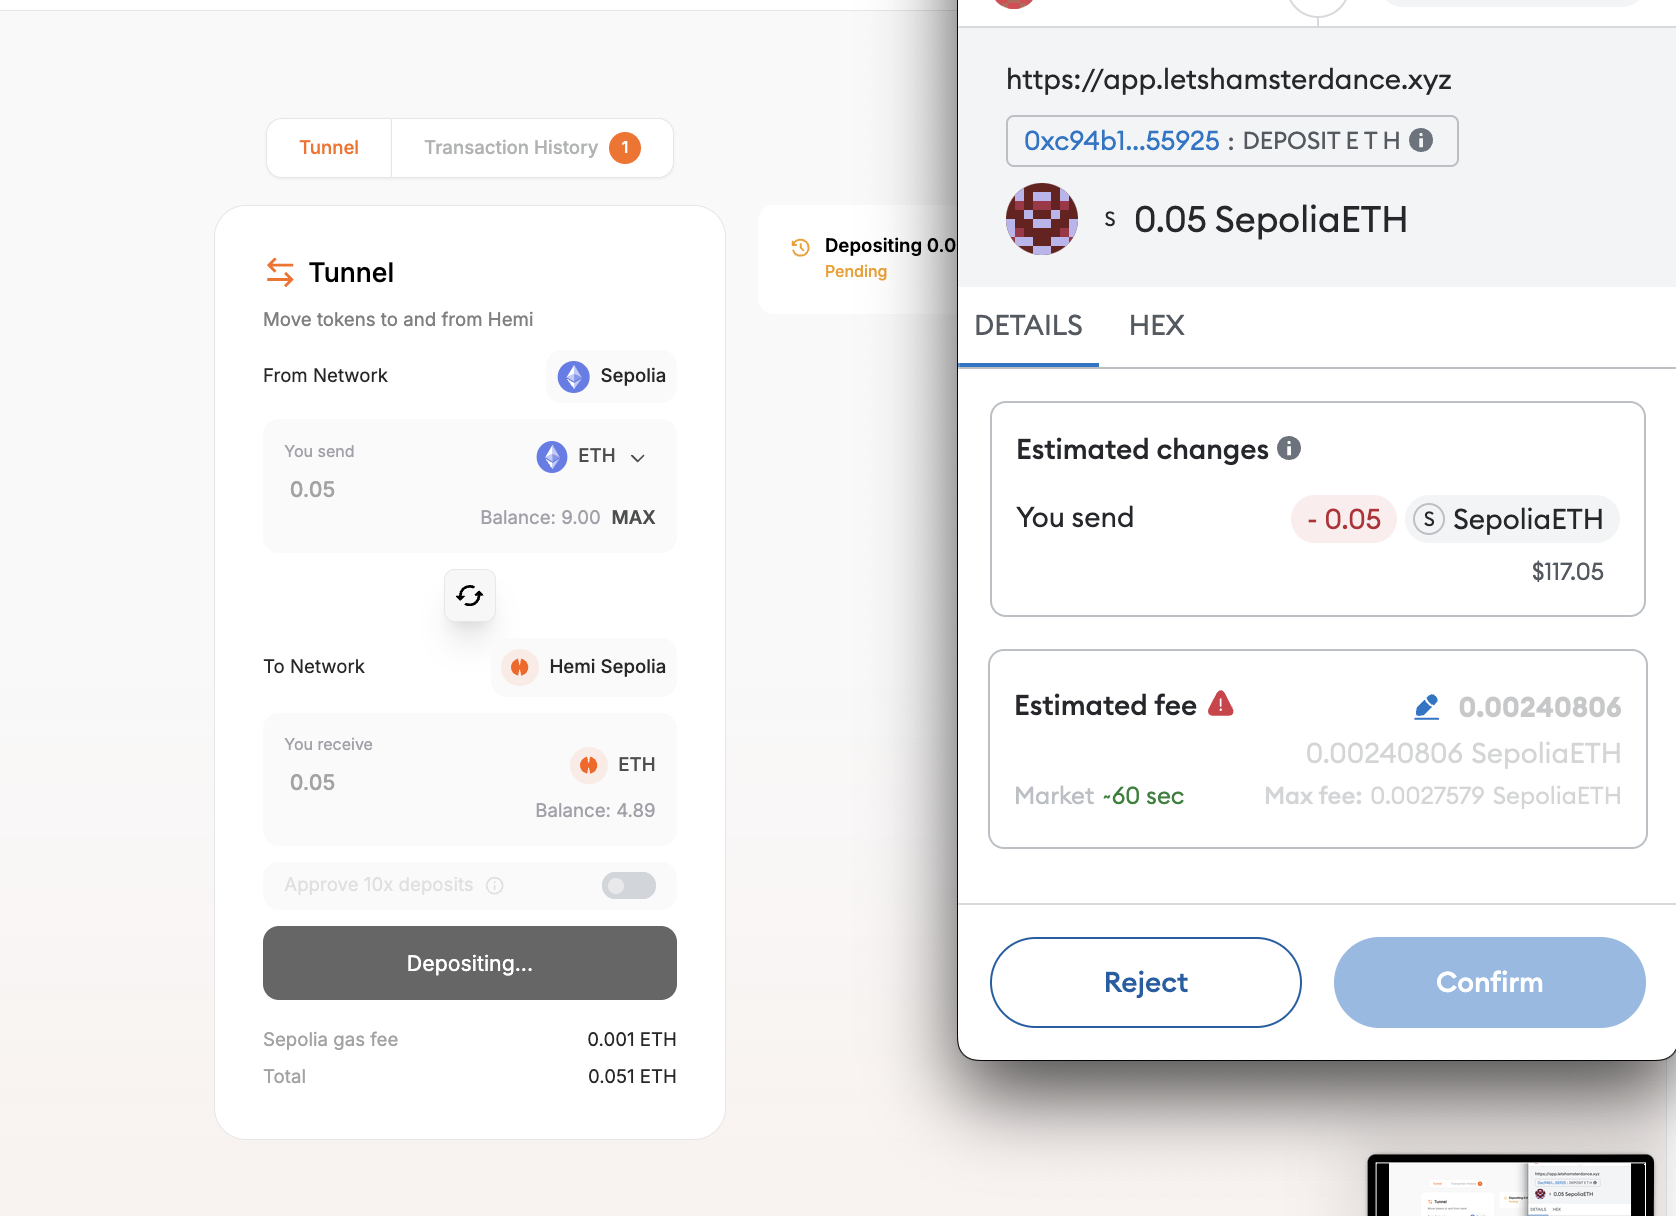 Tunnel
Transaction History 1
Tunnel
Move tokens to and from Hemi
From Network
Sepolia
You send
ETH
0.05
Balance: 9.00 MAX
To Network
Hemi Sepolia
You receive
ETH
0.05
Balance: 4.89
Approve 10x deposits
Depositing...
Sepolia gas fee
0.001 ETH
Total
0.051 ETH
Depositing 0.0
Pending
https://app.letshamsterdance.xyz
0xc94b1...55925 : DEPOSIT E T H
S 0.05 SepoliaETH
DETAILS
HEX
Estimated changes
You send
- 0.05
S SepoliaETH
$117.05
Estimated fee
0.00240806
0.00240806 SepoliaETH
Market ~60 sec
Max fee: 0.0027579 SepoliaETH
Reject
Confirm